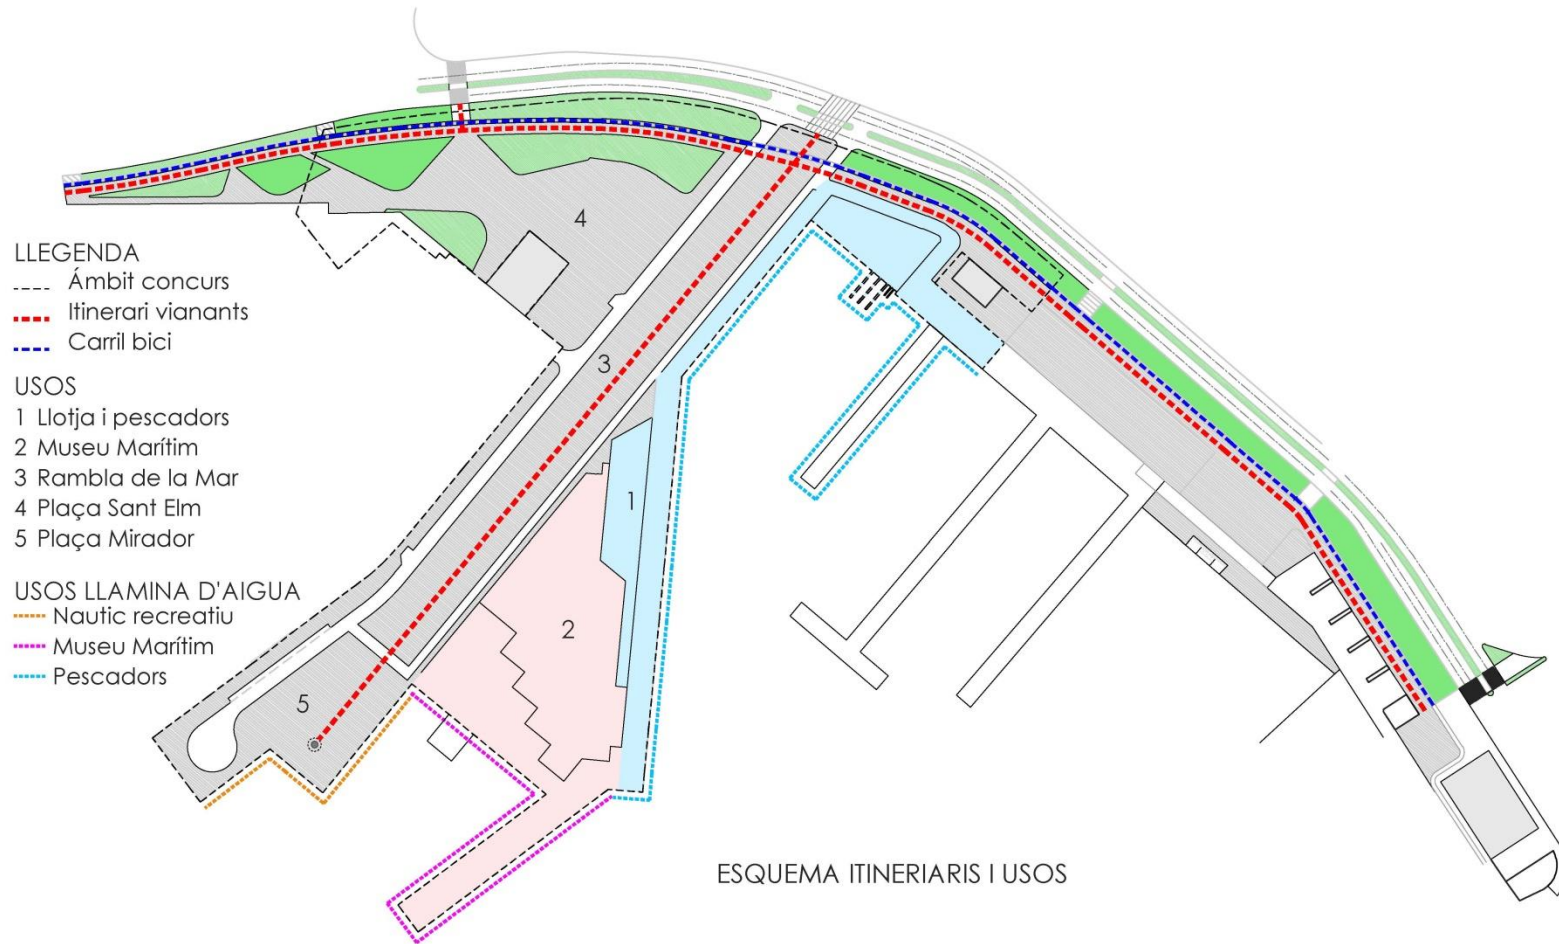 LLEGENDA
Ámbit concurs
Itinerari vianants
Carril bici
USOS
1 Llotja i pescadors
2 Museu Marítim
3 Rambla de la Mar
4 Plaça Sant Elm
5 Plaça Mirador
USOS LLAMINA D'AIGUA
Nautic recreatiu
Museu Marítim
Pescadors
4
3
1
2
5
ESQUEMA ITINERIARIS I USOS